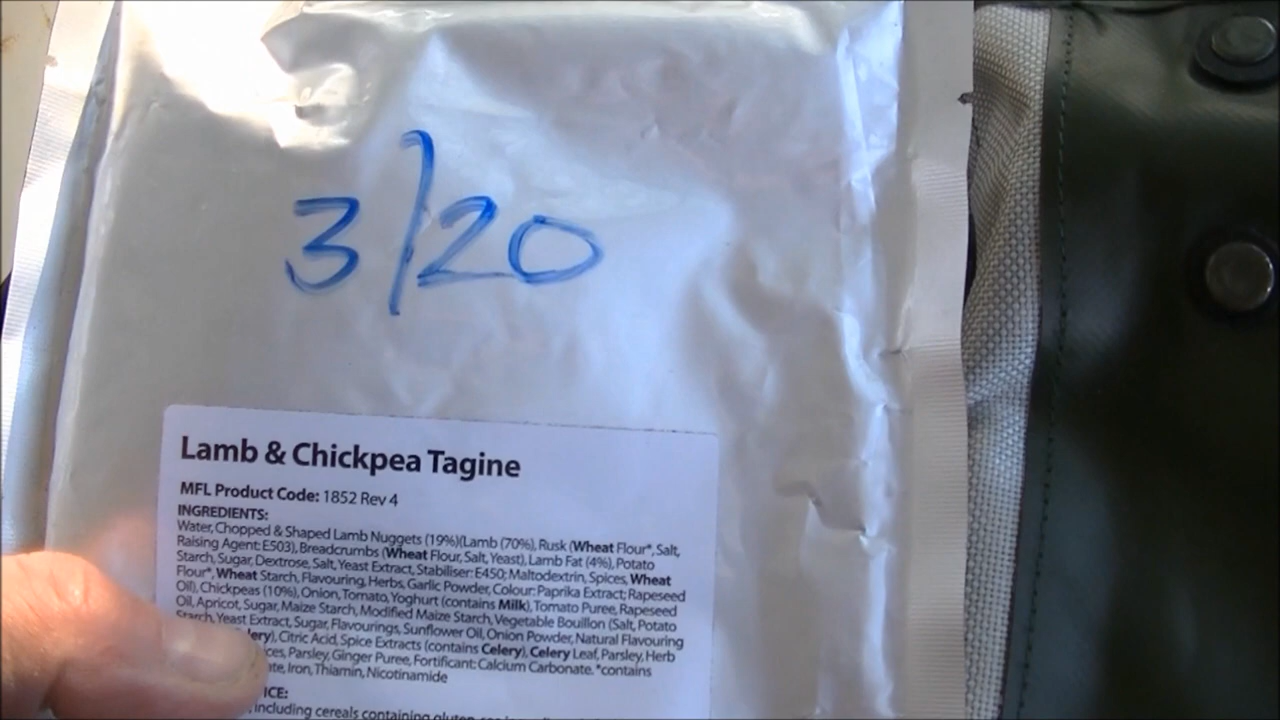 3/20
Lamb & Chickpea Tagine
MFL Product Code: 1852 Rev 4
INGREDIENTS:
Water, Chopped & Shaped Lamb Nuggets (19%)(Lamb (70%), Rusk (Wheat Flour*, Salt,
Raising Agent: E503), Breadcrumbs (Wheat Flour, Salt, Yeast), Lamb Fat (4%), Potato
Starch, Sugar, Dextrose, Salt, Yeast Extract, Stabiliser: E450; Maltodextrin, Spices, Wheat
Flour*, Wheat Starch, Flavouring, Herbs, Garlic Powder, Colour: Paprika Extract; Rapeseed
Oil), Chickpeas (10%), Onion, Tomato, Yoghurt (contains Milk), Tomato Puree, Rapeseed
Oil, Apricot, Sugar, Maize Starch, Modified Maize Starch, Vegetable Bouillon (Salt, Potato
Starch, Yeast Extract, Sugar, Flavourings, Sunflower Oil, Onion Powder, Natural Flavouring
Citric Acid, Spice Extracts (contains Celery), Celery Leaf, Parsley, Herb
Parsley, Ginger Puree, Fortificant: Calcium Carbonate. *contains
Iron, Thiamin, Nicotinamide
including cereals containing